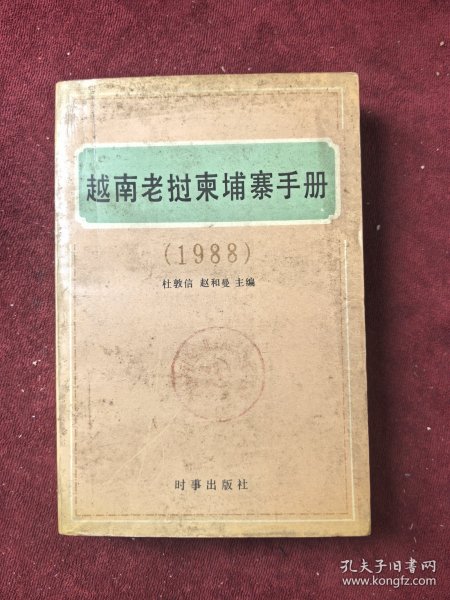 越南老挝柬埔寨手册
(1988)
杜敦信 赵和曼 主编
时事出版社
孔夫子旧书网
www.kongfz.com